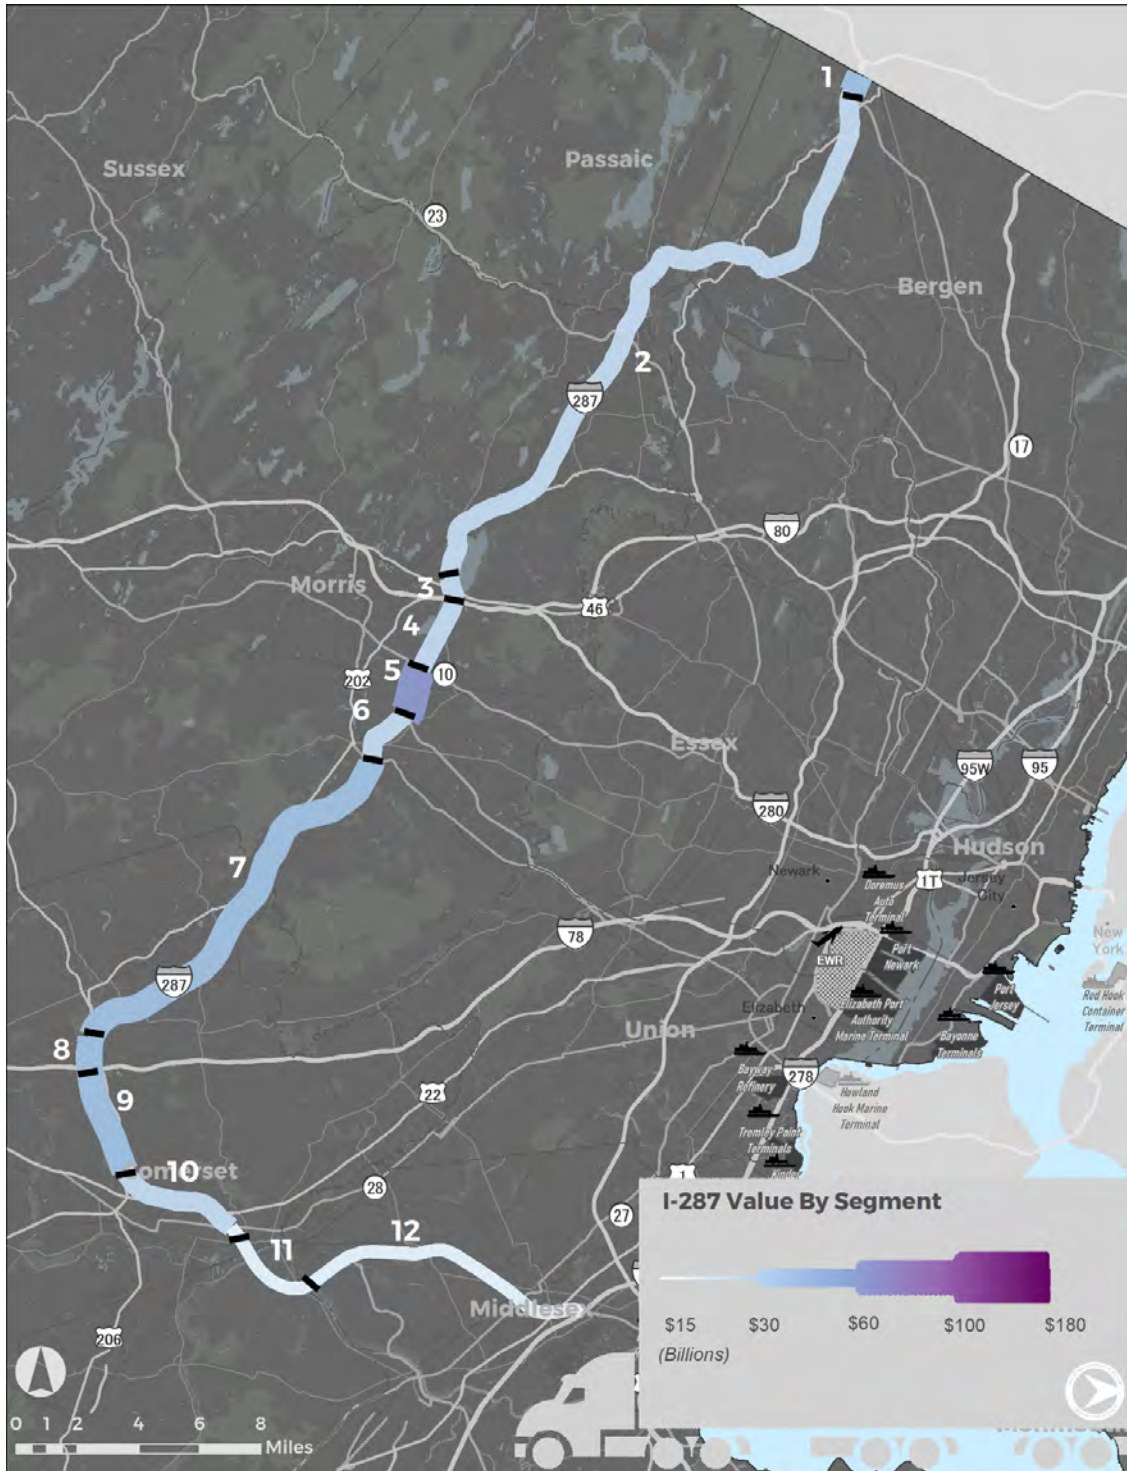 1
Sussex
Passaic
23
Bergen
2
287
17
80
Morris
3
46
4
5
10
202
6
Essex
95W
95
280
Hudson
7
Newark
Doremus
Auto
Terminal
1T
Jersey
City
78
New
York
EWR
Port
Newark
287
Port
Jersey
Red Hook
Container
Terminal
Elizabeth
Elizabeth Port
Authority
Marine Terminal
Union
Bayonne
Terminals
8
Bayway
Refinery
278
9
22
Howland
Hook Marine
Terminal
Tremley Point
Terminals
10
omerset
Kinder
1
28
27
I-287 Value By Segment
11
12
Middlesex
206
$15
$30
$60
$100
$180
(Billions)
0 1 2 4 6 8
Miles